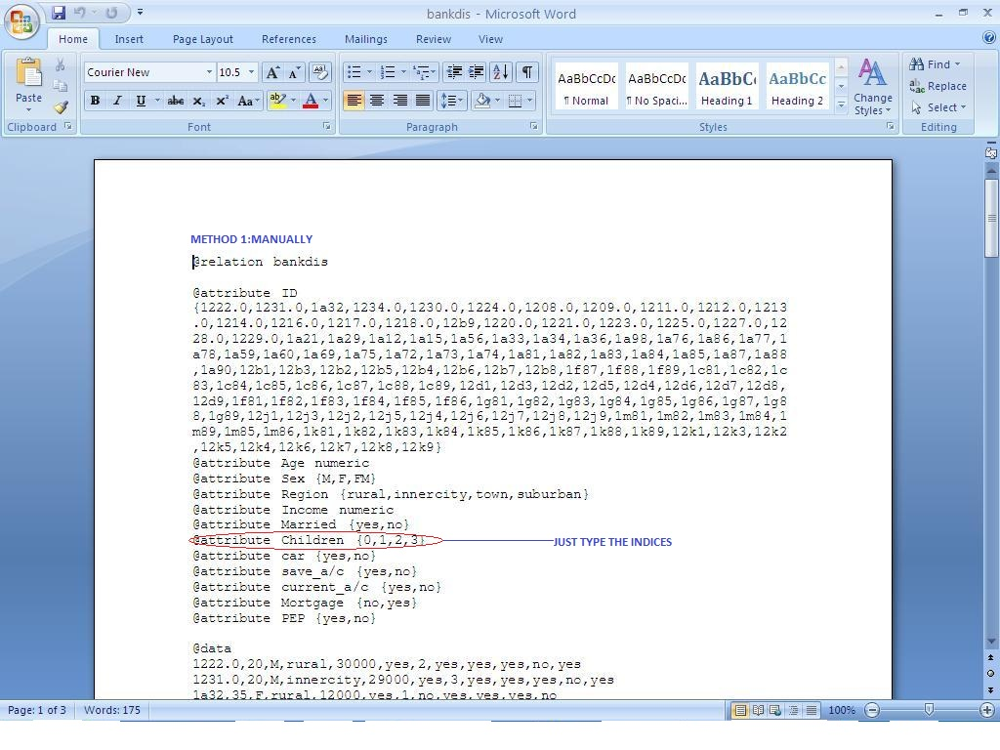 bankdis - Microsoft Word
Home Insert Page Layout References Mailings Review View
Paste
Clipboard
Courier New 10.5
Font
Paragraph
AaBbCcDc AaBbCcDc AaBbC AaBbCc
¶ Normal ¶ No Spaci... Heading 1 Heading 2
Change Styles
Styles
Find
Replace
Select
Editing
METHOD 1:MANUALLY
@relation bankdis
@attribute ID
{1222.0,1231.0,1a32,1234.0,1230.0,1224.0,1208.0,1209.0,1211.0,1212.0,1213
.0,1214.0,1216.0,1217.0,1218.0,12b9,1220.0,1221.0,1223.0,1225.0,1227.0,12
28.0,1229.0,1a21,1a29,1a12,1a15,1a56,1a33,1a34,1a36,1a98,1a76,1a86,1a77,1
a78,1a59,1a60,1a69,1a75,1a72,1a73,1a74,1a81,1a82,1a83,1a84,1a85,1a87,1a88
,1a90,12b1,12b3,12b2,12b5,12b4,12b6,12b7,12b8,1f87,1f88,1f89,1c81,1c82,1c
83,1c84,1c85,1c86,1c87,1c88,1c89,12d1,12d3,12d2,12d5,12d4,12d6,12d7,12d8,
12d9,1f81,1f82,1f83,1f84,1f85,1f86,1g81,1g82,1g83,1g84,1g85,1g86,1g87,1g8
8,1g89,12j1,12j3,12j2,12j5,12j4,12j6,12j7,12j8,12j9,1m81,1m82,1m83,1m84,1
m89,1m85,1m86,1k81,1k82,1k83,1k84,1k85,1k86,1k87,1k88,1k89,12k1,12k3,12k2
,12k5,12k4,12k6,12k7,12k8,12k9}
@attribute Age numeric
@attribute Sex {M,F,FM}
@attribute Region {rural,innercity,town,suburban}
@attribute Income numeric
@attribute Married {yes,no}
@attribute Children {0,1,2,3} JUST TYPE THE INDICES
@attribute car {yes,no}
@attribute save_a/c {yes,no}
@attribute current_a/c {yes,no}
@attribute Mortgage {no,yes}
@attribute PEP {yes,no}
@data
1222.0,20,M,rural,30000,yes,2,yes,yes,yes,no,yes
1231.0,20,M,innercity,29000,yes,3,yes,yes,yes,no,yes
1a32,35,F,rural,12000,yes,1,no,yes,yes,yes,no
Page: 1 of 3 Words: 175 100%